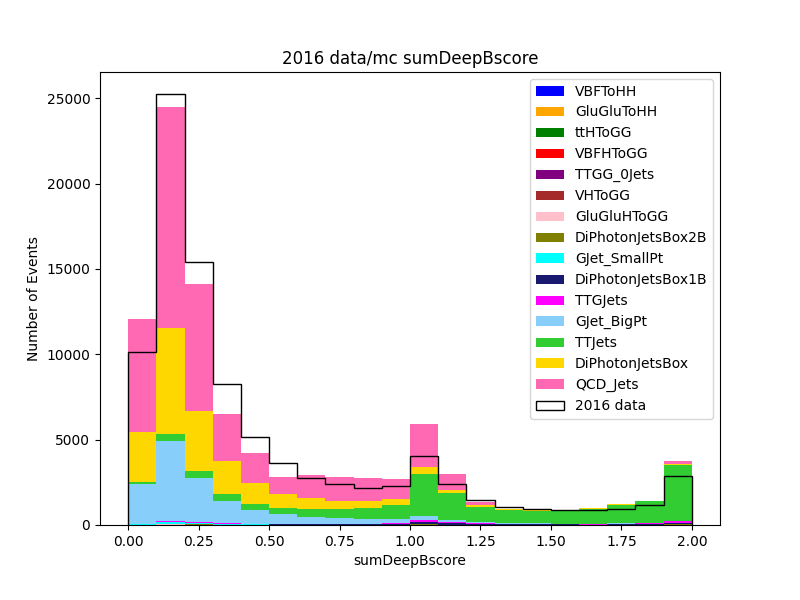 2016 data/mc sumDeepBscore
Number of Events
25000
20000
15000
10000
5000
0
0.00 0.25 0.50 0.75 1.00 1.25 1.50 1.75 2.00
sumDeepBscore
VBFToHH
GluGluToHH
ttHToGG
VBFHToGG
TTGG_0Jets
VHToGG
GluGluHToGG
DiPhotonJetsBox2B
GJet_SmallPt
DiPhotonJetsBox1B
TTGJets
GJet_BigPt
TTJets
DiPhotonJetsBox
QCD_Jets
2016 data